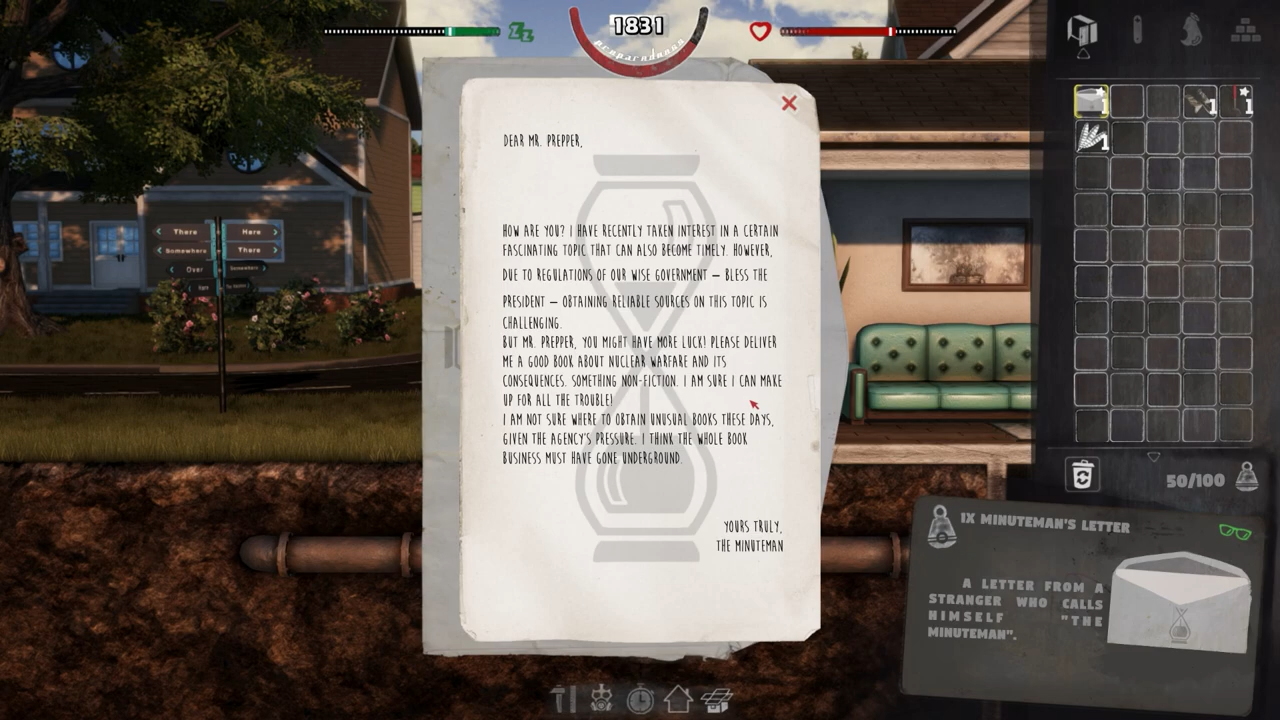 1831
preparedness
DEAR MR. PREPPER,
HOW ARE YOU? I HAVE RECENTLY TAKEN INTEREST IN A CERTAIN
FASCINATING TOPIC THAT CAN ALSO BECOME TIMELY. HOWEVER,
DUE TO REGULATIONS OF OUR WISE GOVERNMENT – BLESS THE
PRESIDENT – OBTAINING RELIABLE SOURCES ON THIS TOPIC IS
CHALLENGING.
BUT MR. PREPPER, YOU MIGHT HAVE MORE LUCK! PLEASE DELIVER
ME A GOOD BOOK ABOUT NUCLEAR WARFARE AND ITS
CONSEQUENCES. SOMETHING NON-FICTION. I AM SURE I CAN MAKE
UP FOR ALL THE TROUBLE!
I AM NOT SURE WHERE TO OBTAIN UNUSUAL BOOKS THESE DAYS,
GIVEN THE AGENCY'S PRESSURE. I THINK THE WHOLE BOOK
BUSINESS MUST HAVE GONE UNDERGROUND.
YOURS TRULY,
THE MINUTEMAN
There
Here
Somewhere
There
Over
Somewhere
1
1
1
1
50/100
1X MINUTEMAN'S LETTER
A LETTER FROM A
STRANGER WHO CALLS
HIMSELF "THE
MINUTEMAN".